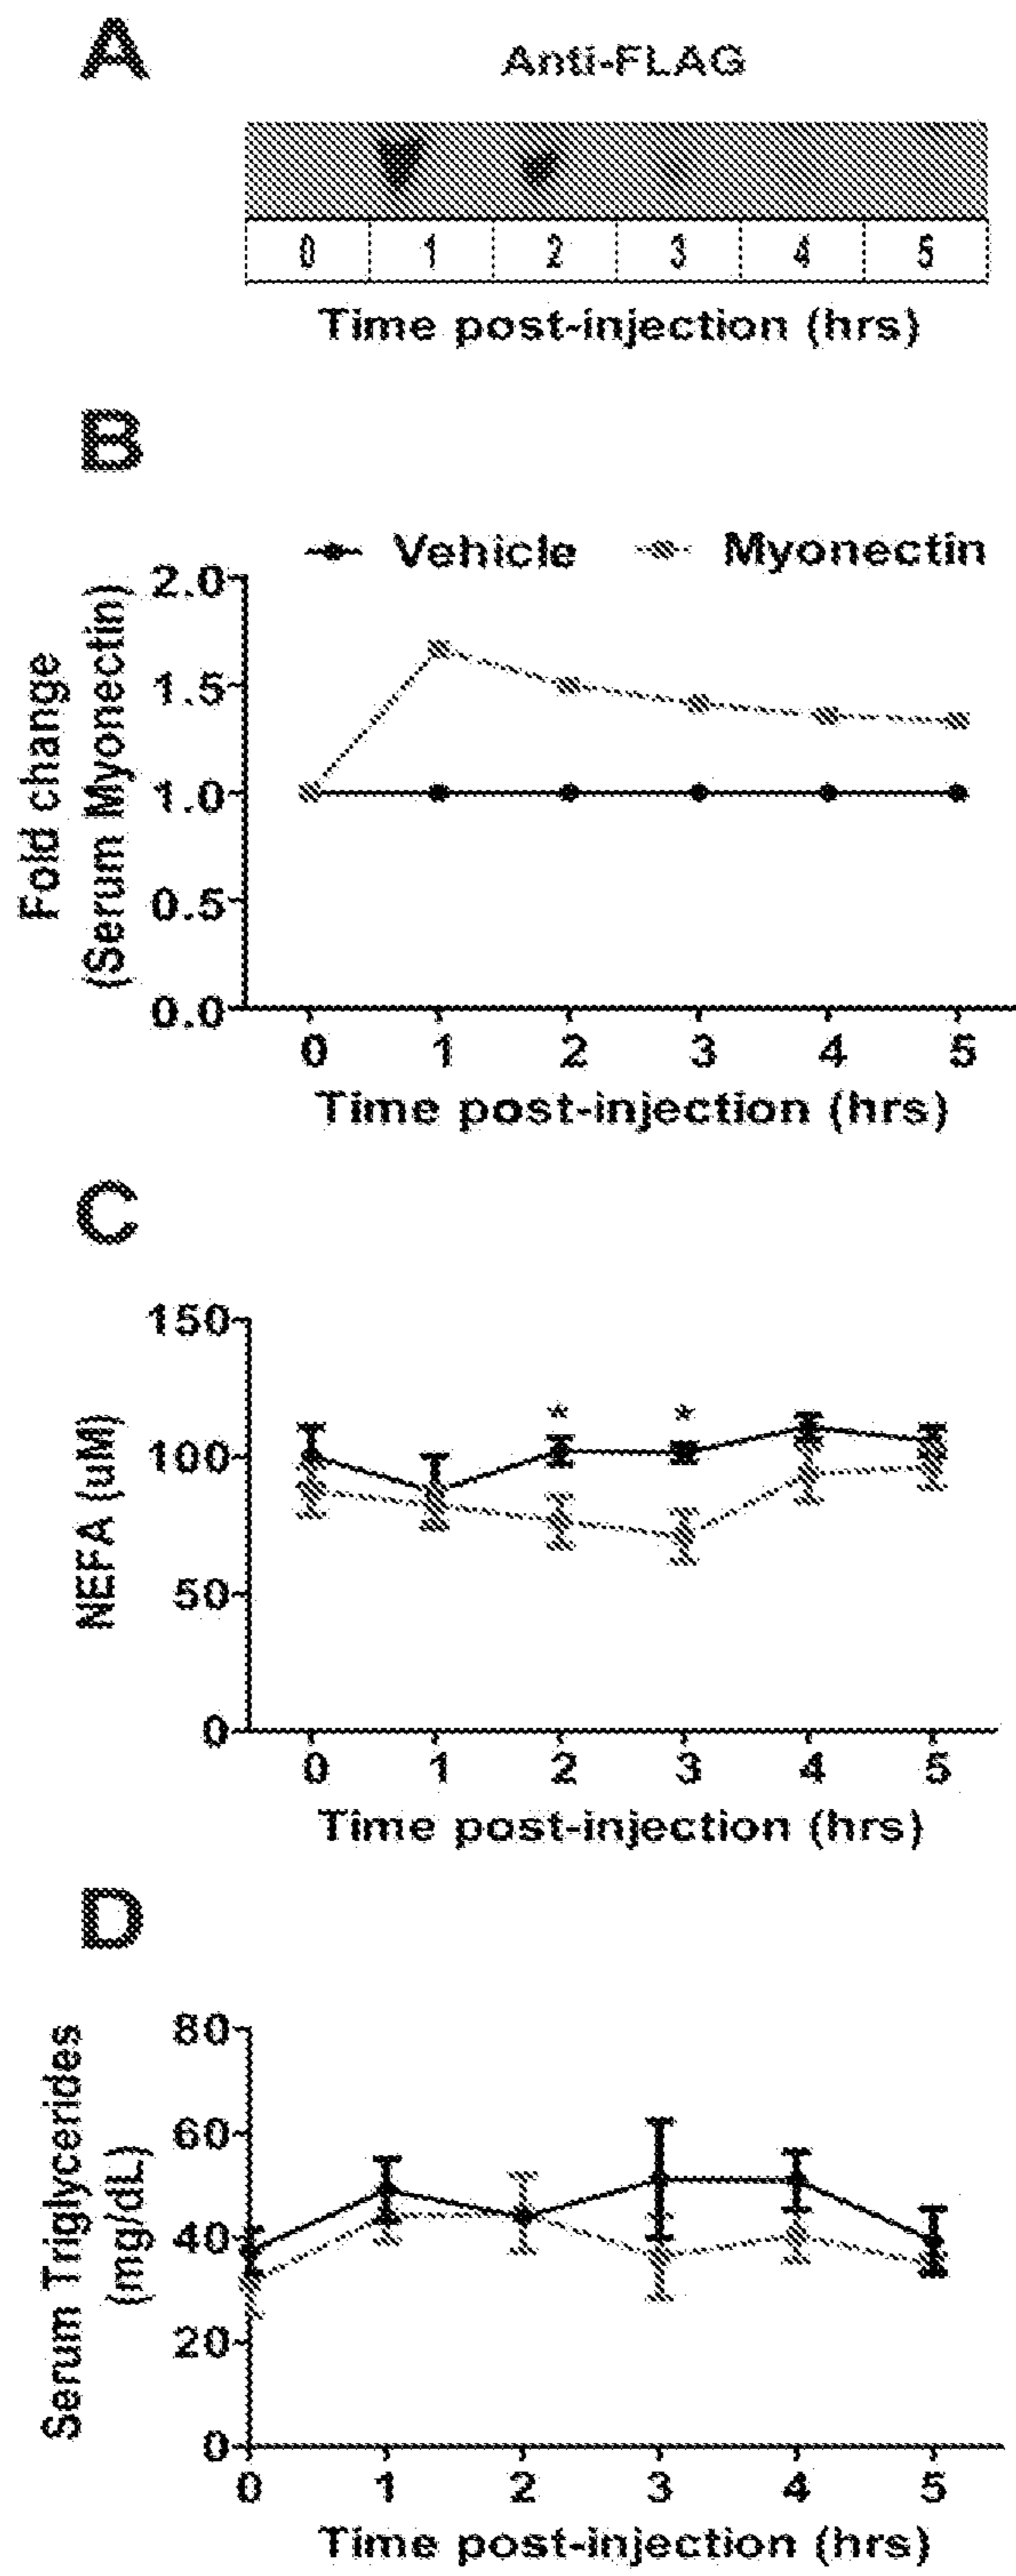 A
Anti-FLAG
0 1 2 3 4 5
Time post-injection (hrs)
B
Vehicle Myonectin
Fold change
(Serum Myonectin)
2.0
1.5
1.0
0.5
0.0
0 1 2 3 4 5
Time post-injection (hrs)
C
NEFA (uM)
150
* *
100
50
0
0 1 2 3 4 5
Time post-injection (hrs)
D
Serum Triglycerides
(mg/dL)
80
60
40
20
0
0 1 2 3 4 5
Time post-injection (hrs)